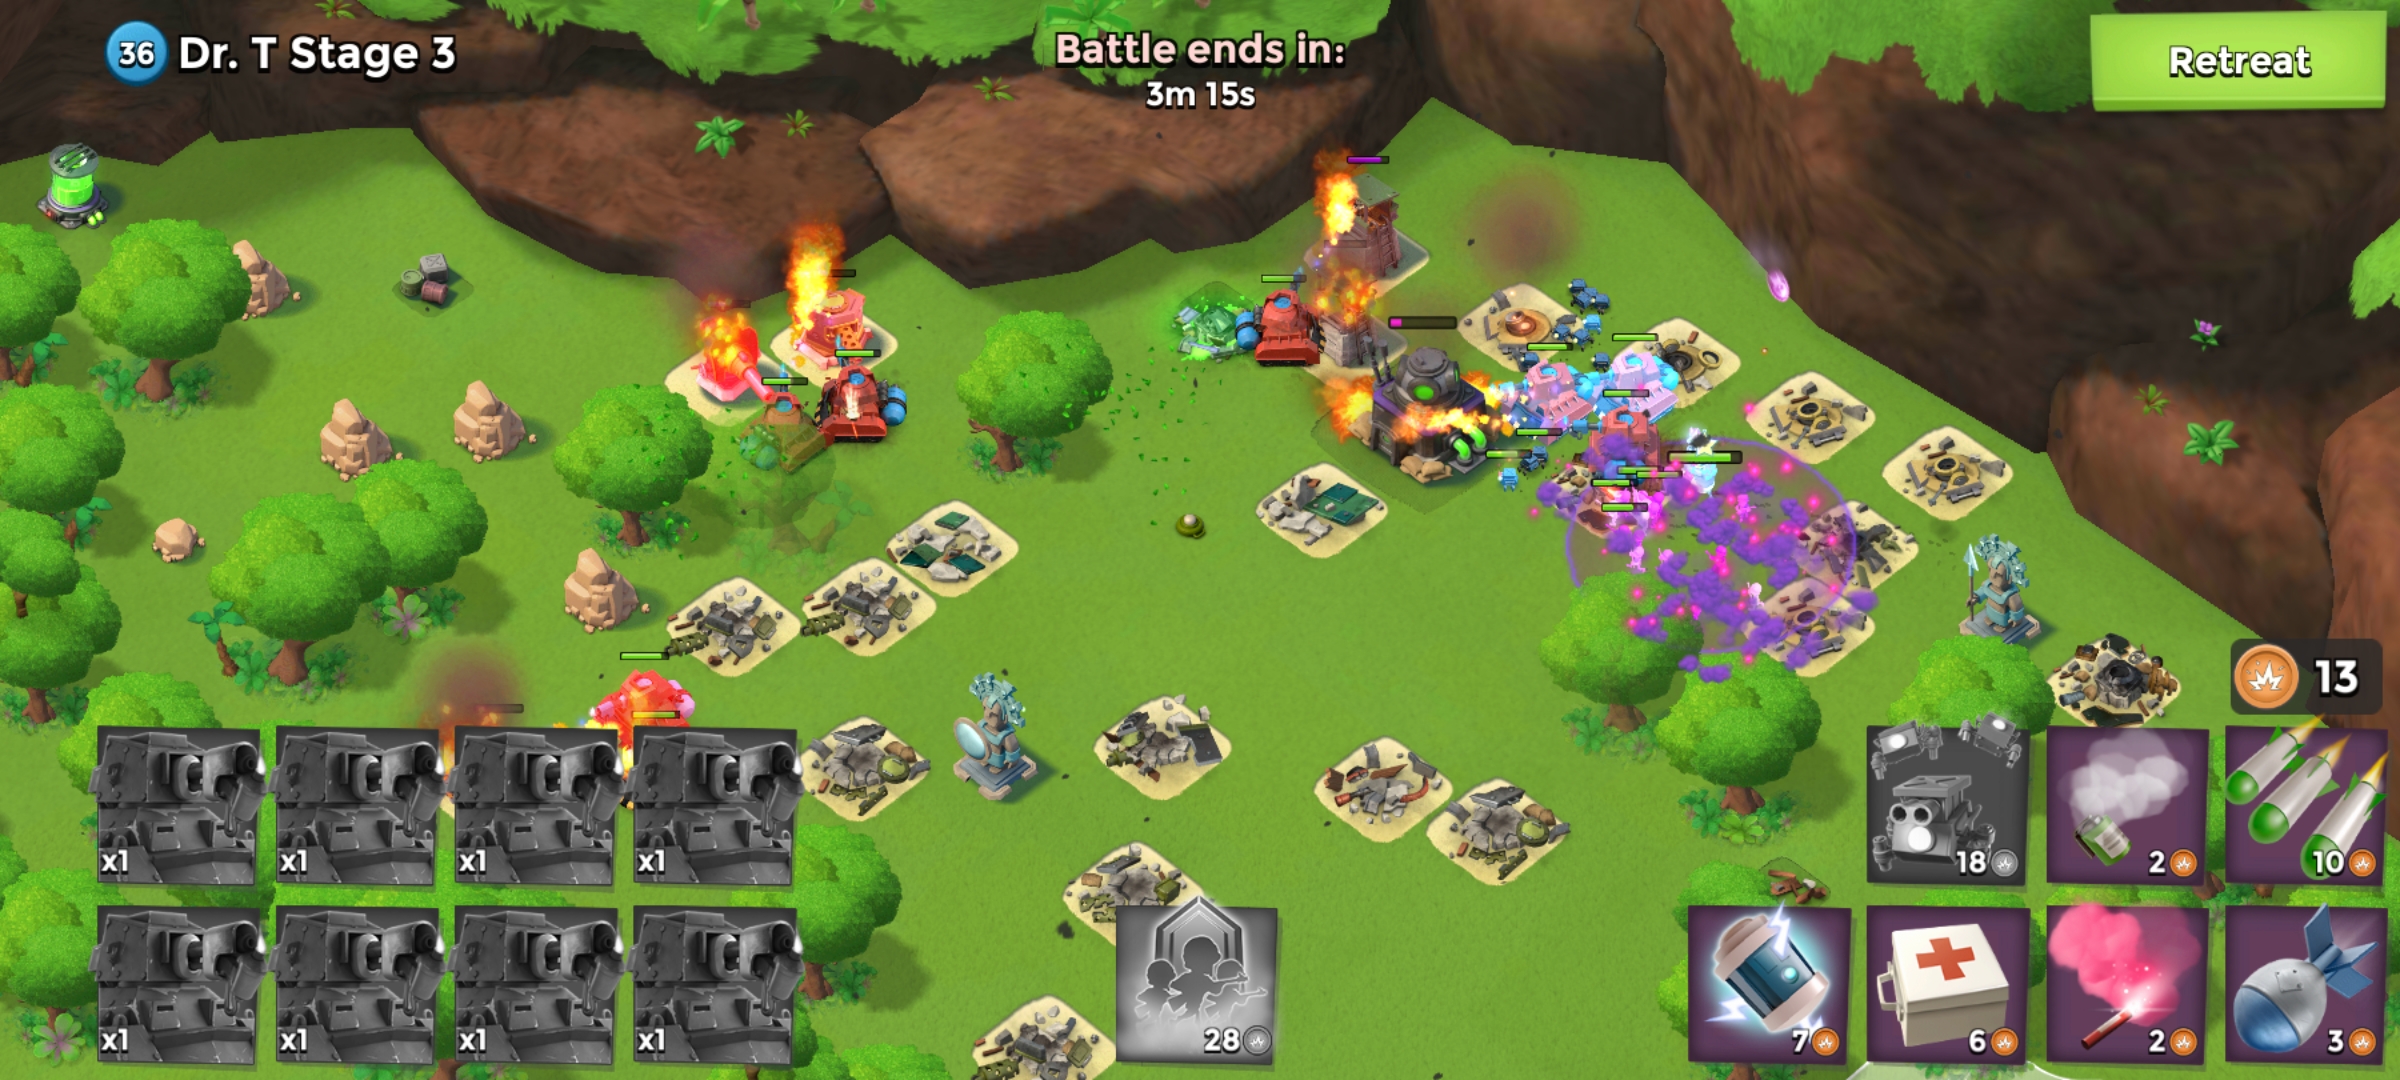 36 Dr. T Stage 3
Battle ends in:
3m 15s
Retreat
13
x1 x1 x1 x1
18 2 10
x1 x1 x1 x1
28 7 6 2 3